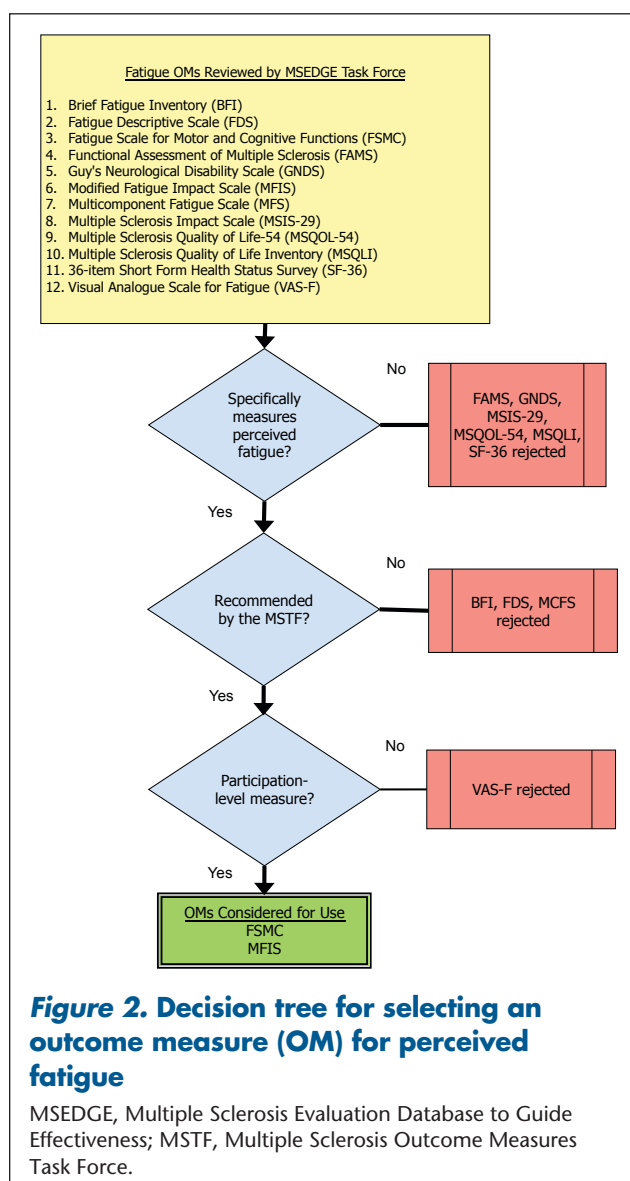 Fatigue OMs Reviewed by MSEDGE Task Force
1. Brief Fatigue Inventory (BFI)
2. Fatigue Descriptive Scale (FDS)
3. Fatigue Scale for Motor and Cognitive Functions (FSMC)
4. Functional Assessment of Multiple Sclerosis (FAMS)
5. Guy's Neurological Disability Scale (GNDS)
6. Modified Fatigue Impact Scale (MFIS)
7. Multicomponent Fatigue Scale (MFS)
8. Multiple Sclerosis Impact Scale (MSIS-29)
9. Multiple Sclerosis Quality of Life-54 (MSQOL-54)
10. Multiple Sclerosis Quality of Life Inventory (MSQLI)
11. 36-item Short Form Health Status Survey (SF-36)
12. Visual Analogue Scale for Fatigue (VAS-F)
Specifically
measures
perceived
fatigue?
No
FAMS, GNDS,
MSIS-29,
MSQOL-54, MSQLI,
SF-36 rejected
Yes
Recommended
by the MSTF?
No
BFI, FDS, MCFS
rejected
Yes
Participation-
level measure?
No
VAS-F rejected
Yes
OMs Considered for Use
FSMC
MFIS
Figure 2. Decision tree for selecting an
outcome measure (OM) for perceived
fatigue
MSEDGE, Multiple Sclerosis Evaluation Database to Guide
Effectiveness; MSTF, Multiple Sclerosis Outcome Measures
Task Force.